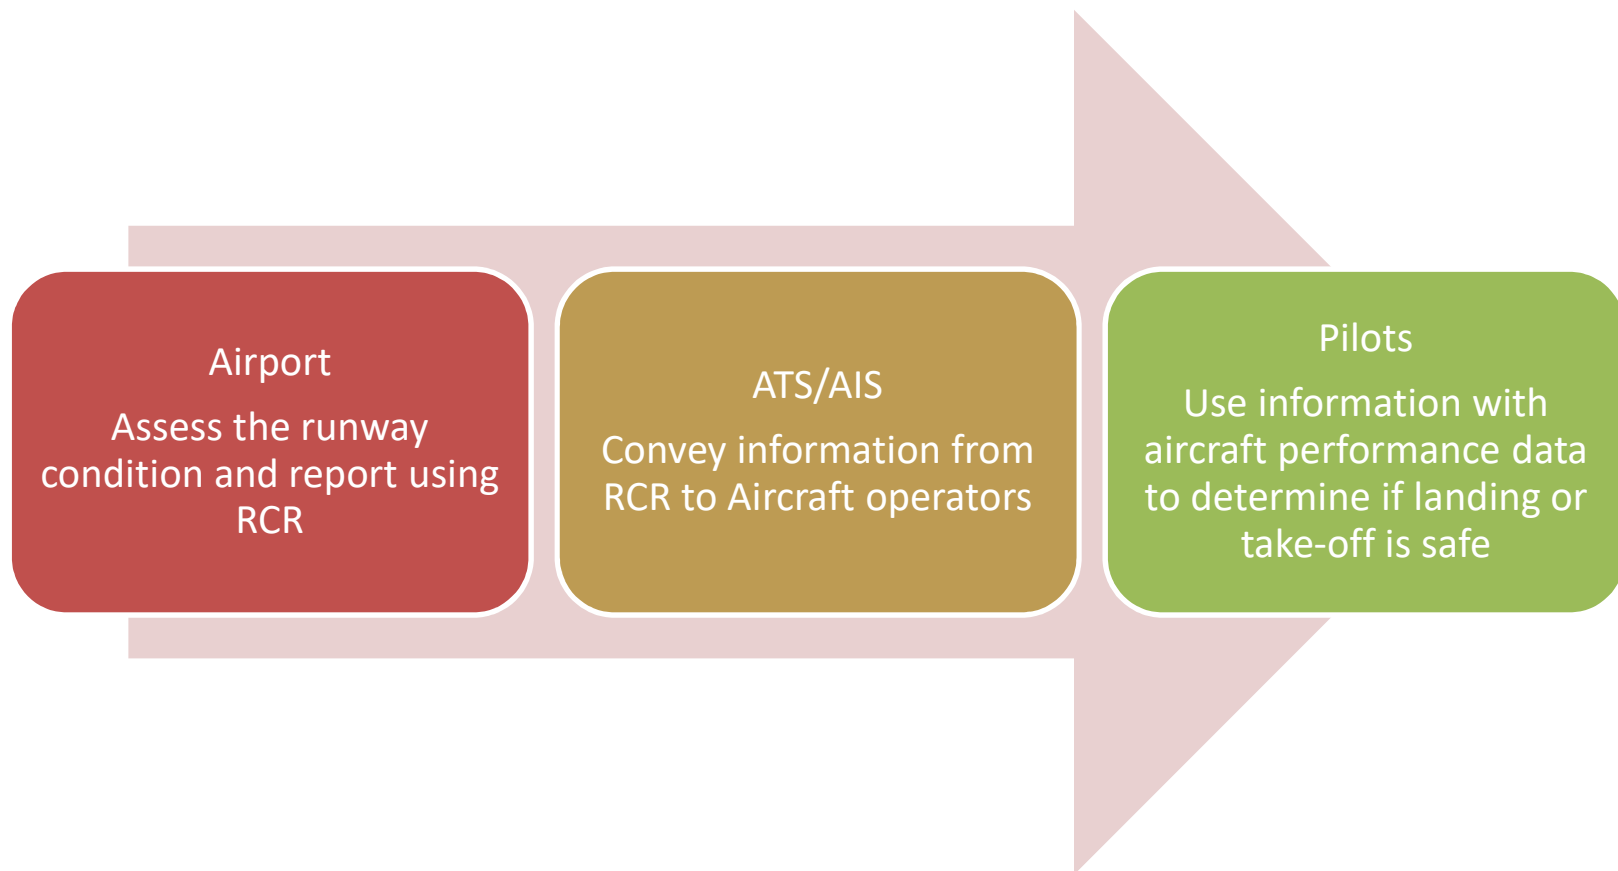 Airport
Assess the runway
condition and report using
RCR
ATS/AIS
Convey information from
RCR to Aircraft operators
Pilots
Use information with
aircraft performance data
to determine if landing or
take-off is safe